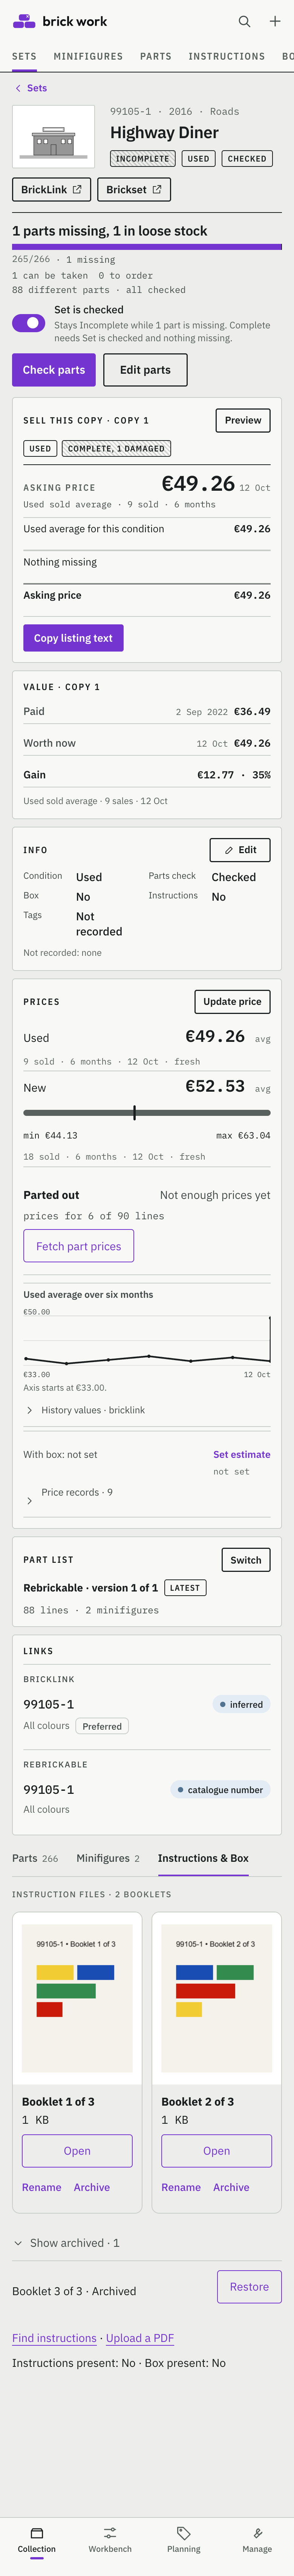 brick work
SETS MINIFIGURES PARTS INSTRUCTIONS BO
Sets
99105-1 · 2016 · Roads
Highway Diner
INCOMPLETE USED CHECKED
BrickLink Brickset
1 parts missing, 1 in loose stock
265/266 · 1 missing
1 can be taken 0 to order
88 different parts · all checked
Set is checked
Stays Incomplete while 1 part is missing. Complete
needs Set is checked and nothing missing.
Check parts Edit parts
SELL THIS COPY · COPY 1 Preview
USED COMPLETE, 1 DAMAGED
ASKING PRICE €49.26 12 Oct
Used sold average · 9 sold · 6 months
Used average for this condition €49.26
Nothing missing
Asking price €49.26
Copy listing text
VALUE · COPY 1
Paid 2 Sep 2022 €36.49
Worth now 12 Oct €49.26
Gain €12.77 · 35%
Used sold average · 9 sales · 12 Oct
INFO Edit
Condition Used Parts check Checked
Box No Instructions No
Tags Not
recorded
Not recorded: none
PRICES Update price
Used €49.26 avg
9 sold · 6 months · 12 Oct · fresh
New €52.53 avg
min €44.13 max €63.04
18 sold · 6 months · 12 Oct · fresh
Parted out Not enough prices yet
prices for 6 of 90 lines
Fetch part prices
Used average over six months
€50.00
€33.00 12 Oct
Axis starts at €33.00.
History values · bricklink
With box: not set Set estimate
not set
Price records · 9
PART LIST Switch
Rebrickable · version 1 of 1 LATEST
88 lines · 2 minifigures
LINKS
BRICKLINK
99105-1 inferred
All colours Preferred
REBRICKABLE
99105-1 catalogue number
All colours
Parts 266 Minifigures 2 Instructions & Box
INSTRUCTION FILES · 2 BOOKLETS
99105-1 • Booklet 1 of 3
Booklet 1 of 3
1 KB
Open
Rename Archive
99105-1 • Booklet 2 of 3
Booklet 2 of 3
1 KB
Open
Rename Archive
Show archived · 1
Booklet 3 of 3 · Archived Restore
Find instructions · Upload a PDF
Instructions present: No · Box present: No
Collection Workbench Planning Manage